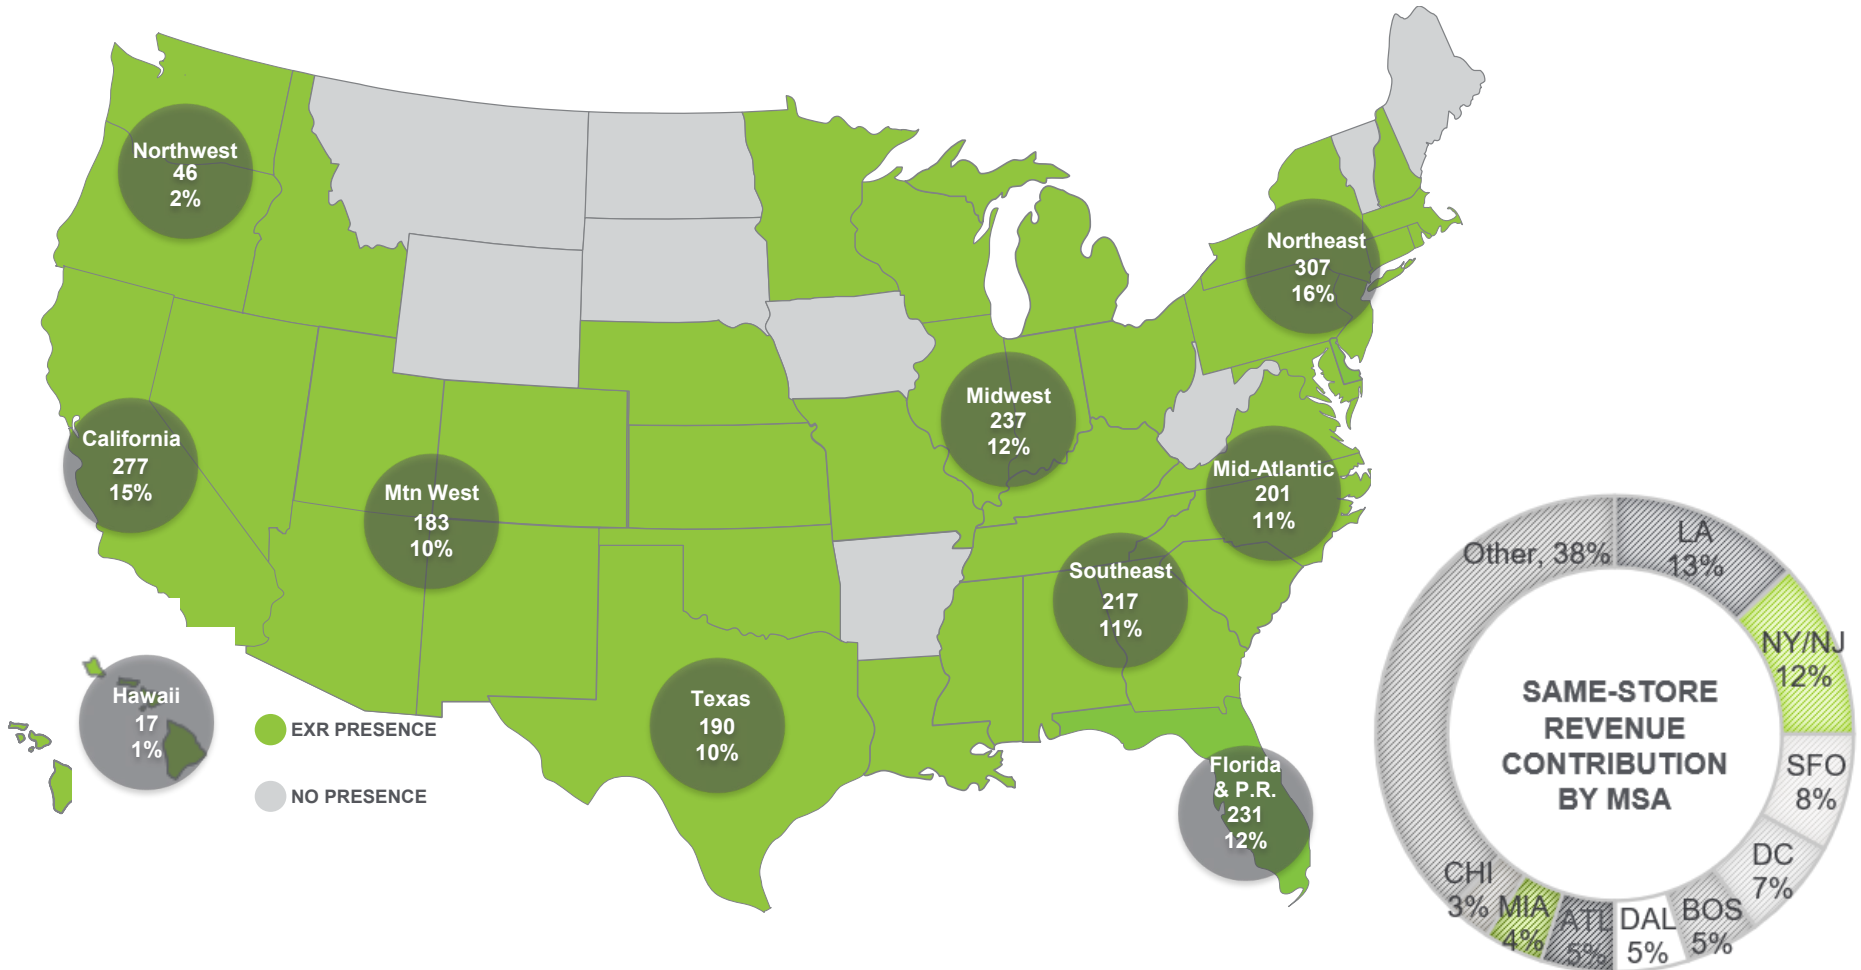 Northwest
46
2%
Northeast
307
16%
Midwest
237
12%
California
277
15%
Mtn West
183
10%
Mid-Atlantic
201
11%
Southeast
217
11%
Hawaii
17
1%
Texas
190
10%
Florida
& P.R.
231
12%
EXR PRESENCE
NO PRESENCE
SAME-STORE
REVENUE
CONTRIBUTION
BY MSA
LA
13%
NY/NJ
12%
SFO
8%
DC
7%
BOS
5%
DAL
5%
ATL
5%
MIA
4%
CHI
3%
Other, 38%